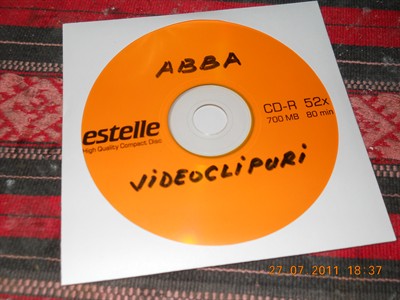 ABBA
CD-R 52x
700 MB 80 min
estelle
High Quality Compact Disc
VIDEOCLIPURI
27 07 2011 18:37